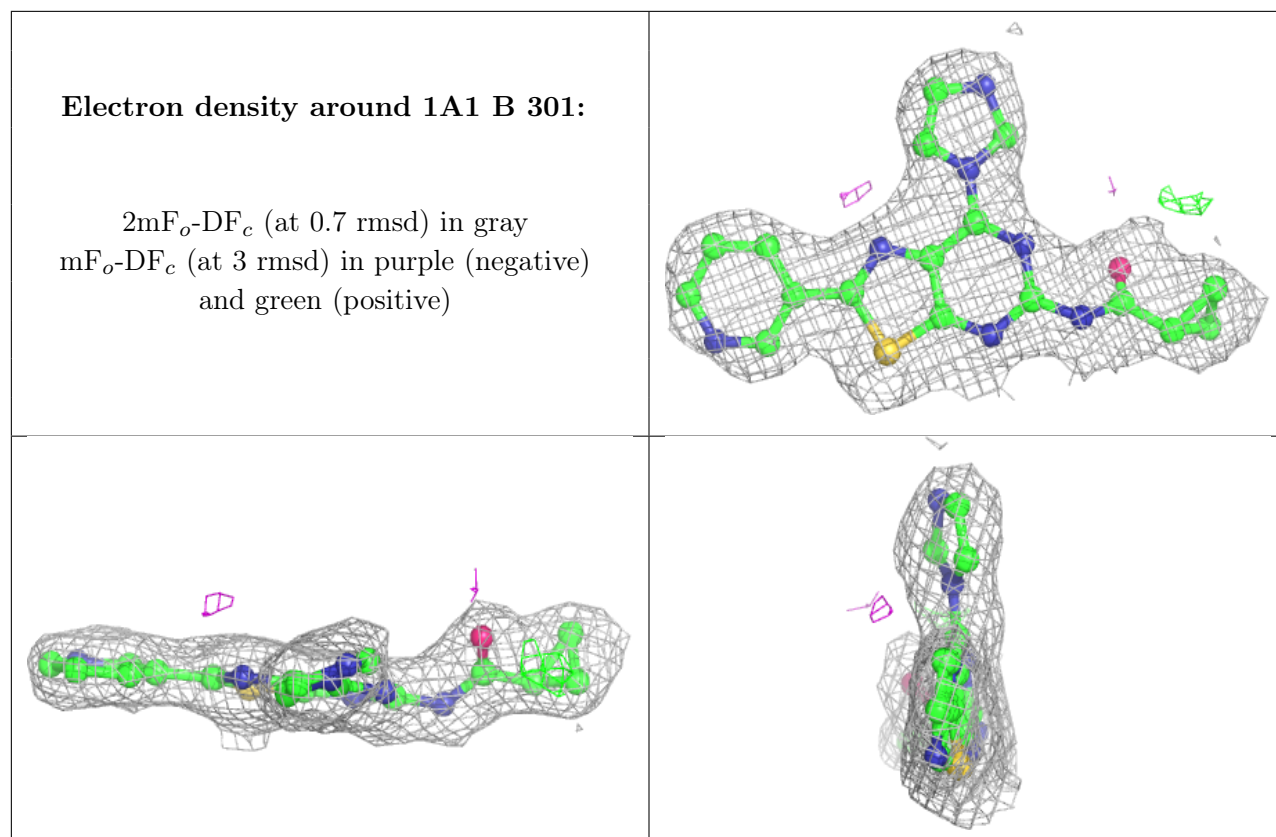 Electron density around 1A1 B 301:
2mFo-DFc (at 0.7 rmsd) in gray
mFo-DFc (at 3 rmsd) in purple (negative)
and green (positive)